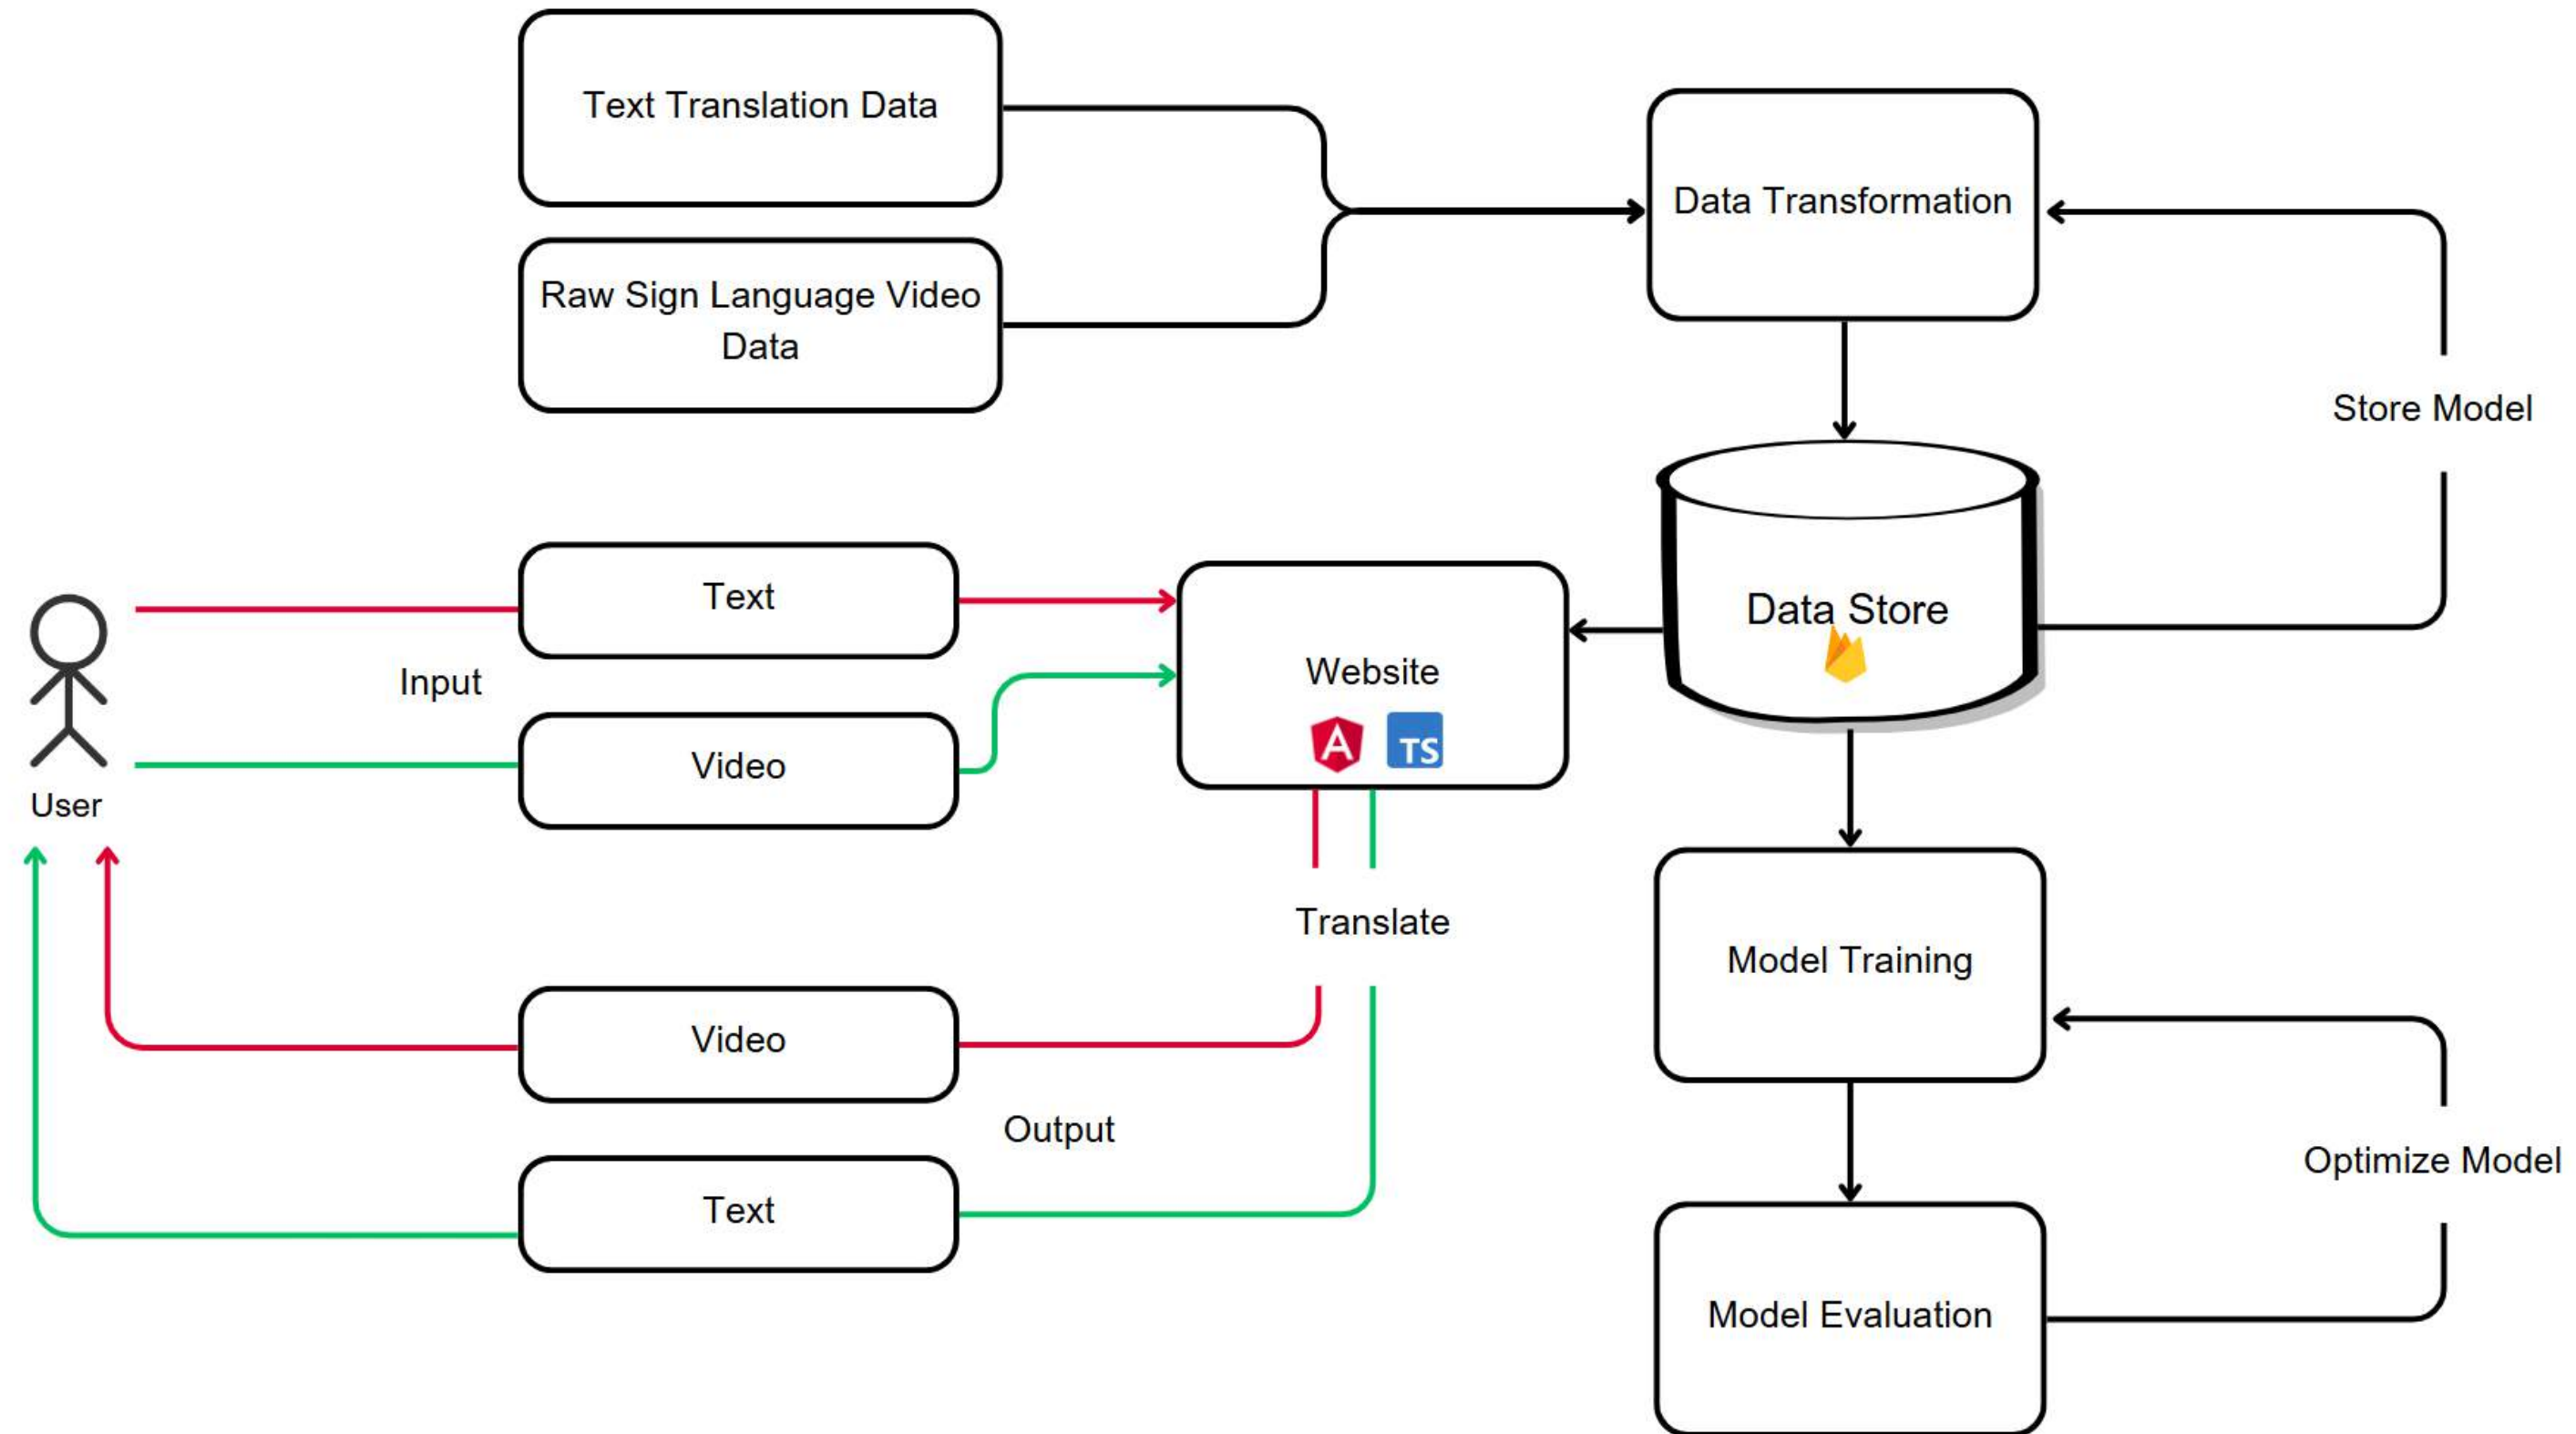 Text Translation Data
Data Transformation
Raw Sign Language Video
Data
Store Model
Text
Data Store
Input
Website
TS
Video
User
Translate
Model Training
Video
Output
Optimize Model
Text
Model Evaluation